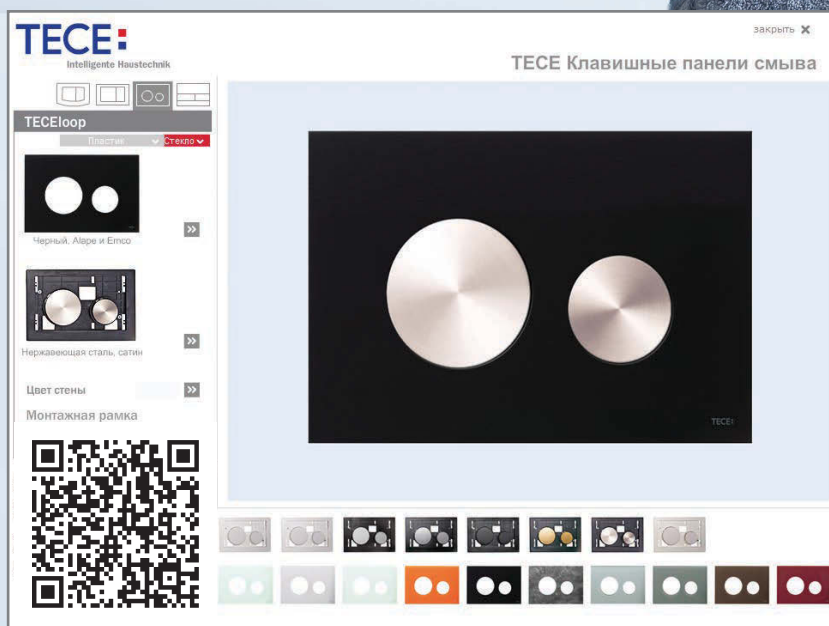 закрыть ✕
TECE:
Intelligente Haustechnik
TECE Клавишные панели смыва
TECEloop
Пластик
Стекло
Черный. Alape и Emco
Нержавеющая сталь, сатин
Цвет стены
Монтажная рамка
TECE: